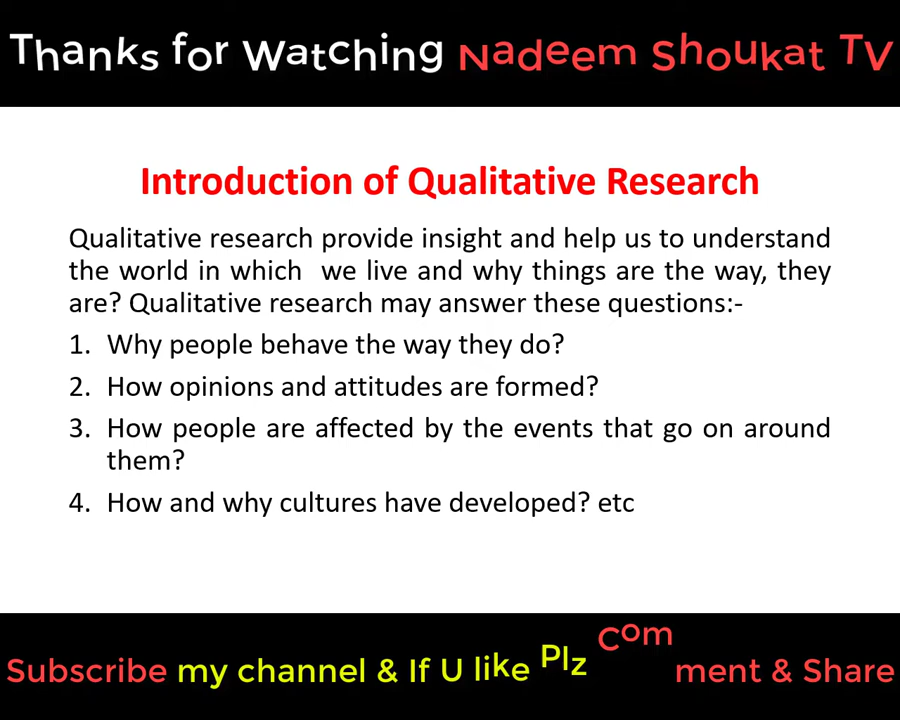 Thanks for Watching Nadeem Shoukat TV
Introduction of Qualitative Research
Qualitative research provide insight and help us to understand
the world in which we live and why things are the way, they
are? Qualitative research may answer these questions:-
1. Why people behave the way they do?
2. How opinions and attitudes are formed?
3. How people are affected by the events that go on around
them?
4. How and why cultures have developed? etc
Subscribe my channel & If U like Plz Comment & Share